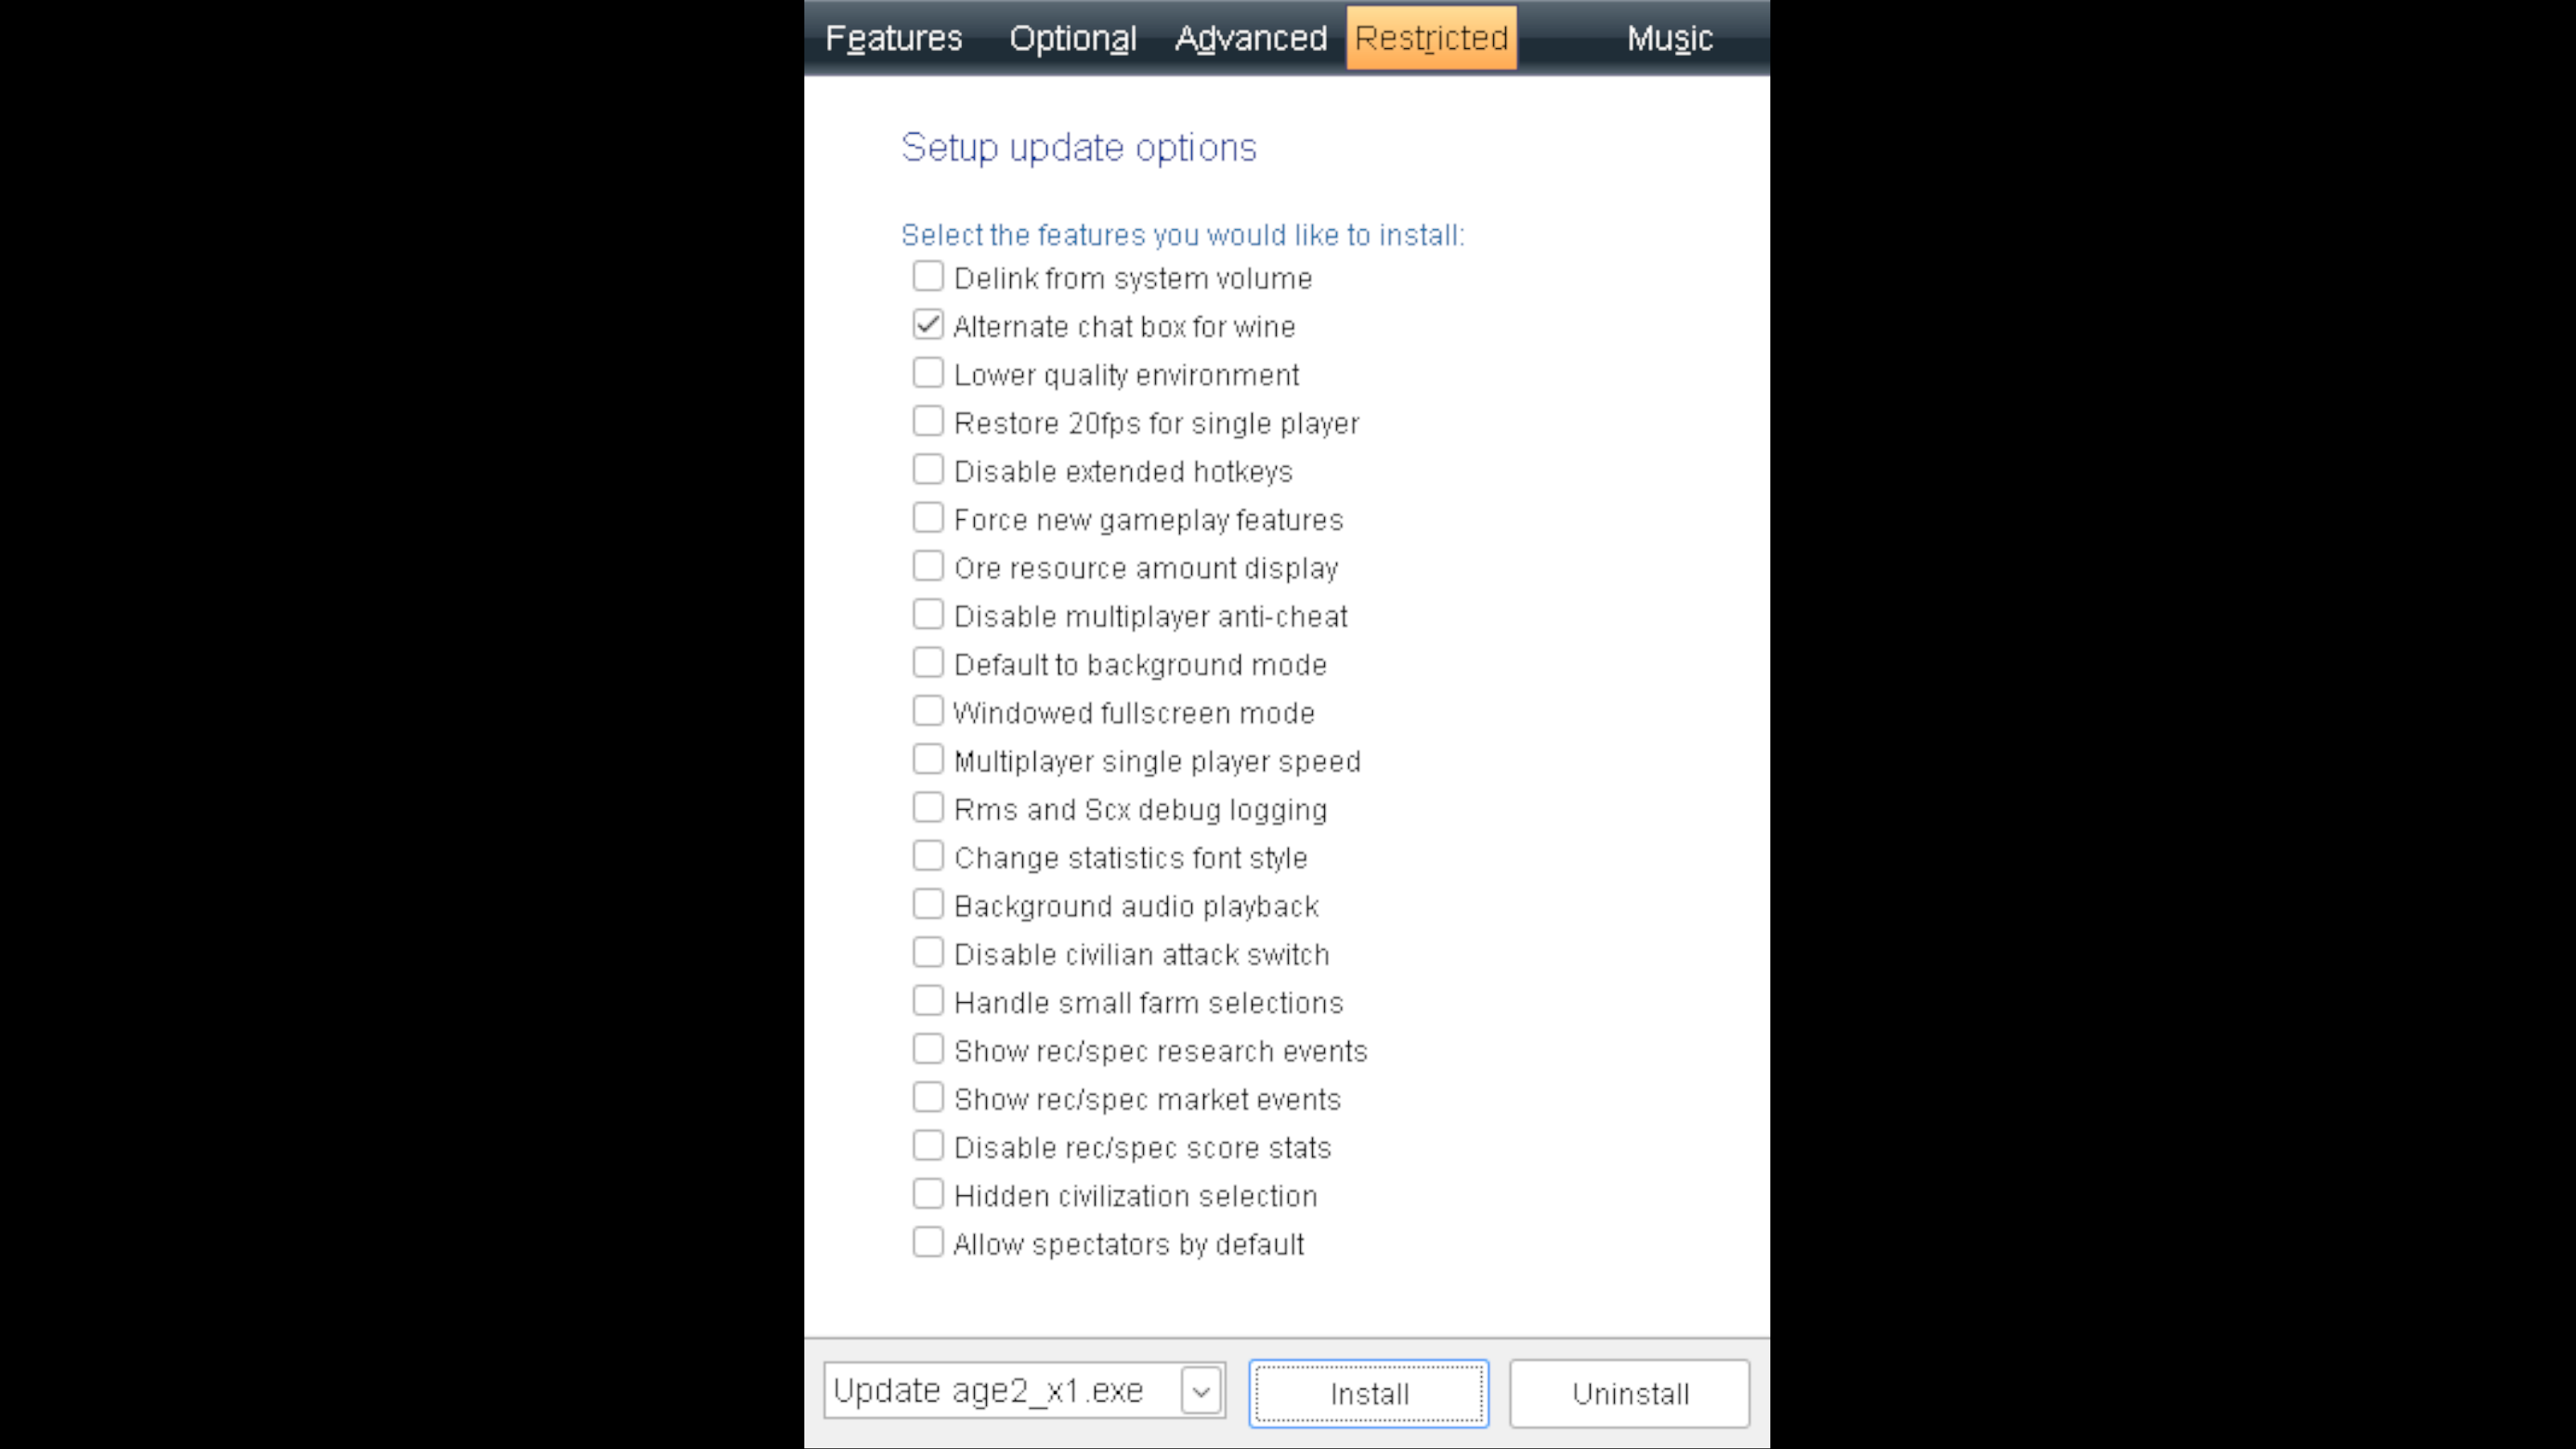 Features Optional Advanced Restricted Music
Setup update options
Select the features you would like to install:
Delink from system volume
Alternate chat box for wine
Lower quality environment
Restore 20fps for single player
Disable extended hotkeys
Force new gameplay features
Ore resource amount display
Disable multiplayer anti-cheat
Default to background mode
Windowed fullscreen mode
Multiplayer single player speed
Rms and Scx debug logging
Change statistics font style
Background audio playback
Disable civilian attack switch
Handle small farm selections
Show rec/spec research events
Show rec/spec market events
Disable rec/spec score stats
Hidden civilization selection
Allow spectators by default
Update age2_x1.exe Install Uninstall